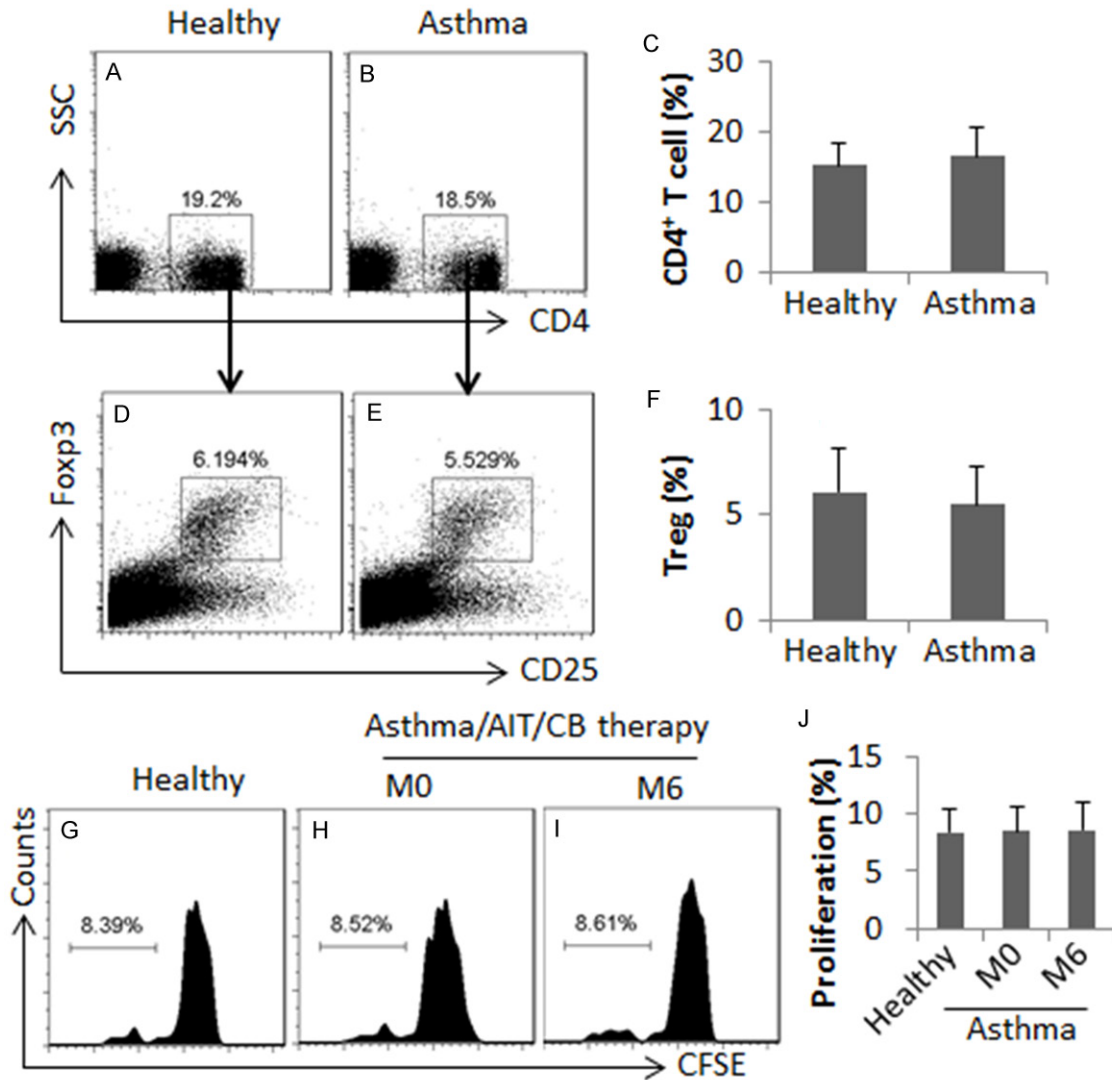 Healthy
Asthma
A
B
SSC
19.2%
18.5%
CD4
C
CD4+ T cell (%)
30
20
10
0
Healthy
Asthma
D
E
Foxp3
6.194%
5.529%
CD25
F
Treg (%)
10
5
0
Healthy
Asthma
Asthma/AIT/CB therapy
Healthy
M0
M6
G
H
I
Counts
8.39%
8.52%
8.61%
CFSE
J
Proliferation (%)
15
10
5
0
Healthy
M0
M6
Asthma